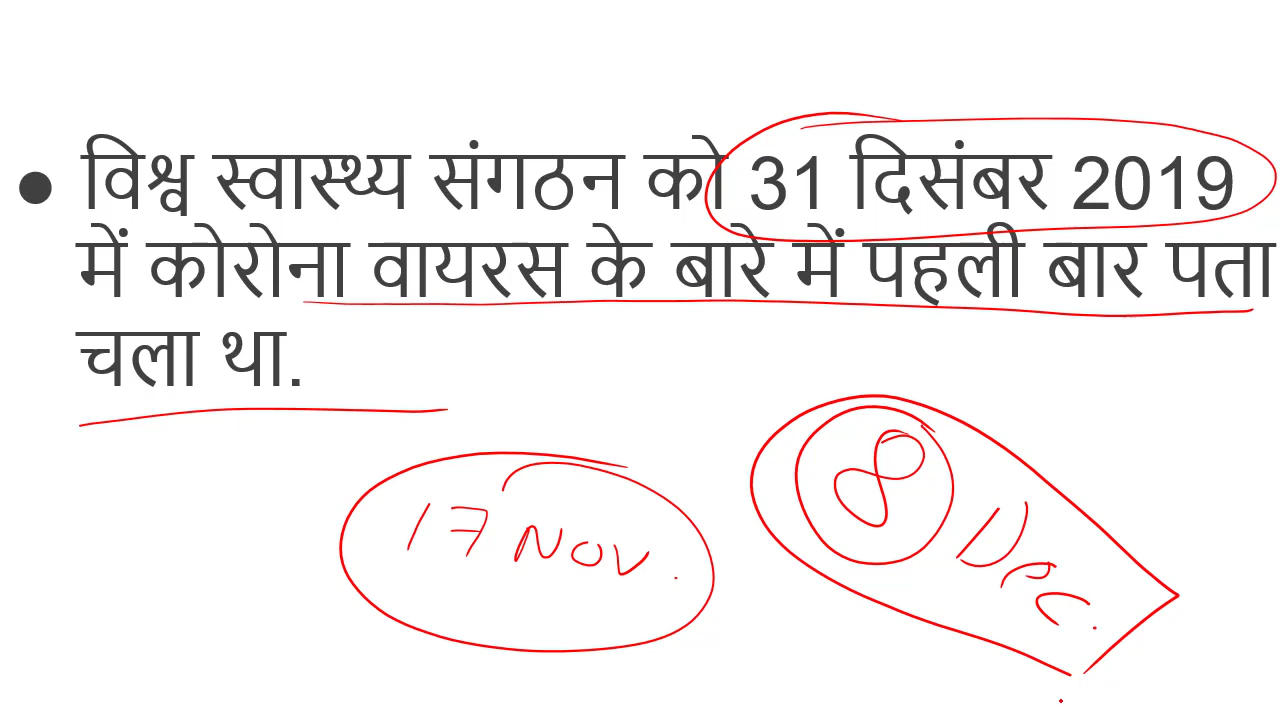 • विश्व स्वास्थ्य संगठन को 31 दिसंबर 2019
में कोरोना वायरस के बारे में पहली बार पता
चला था.
17 Nov.
8 Dec.